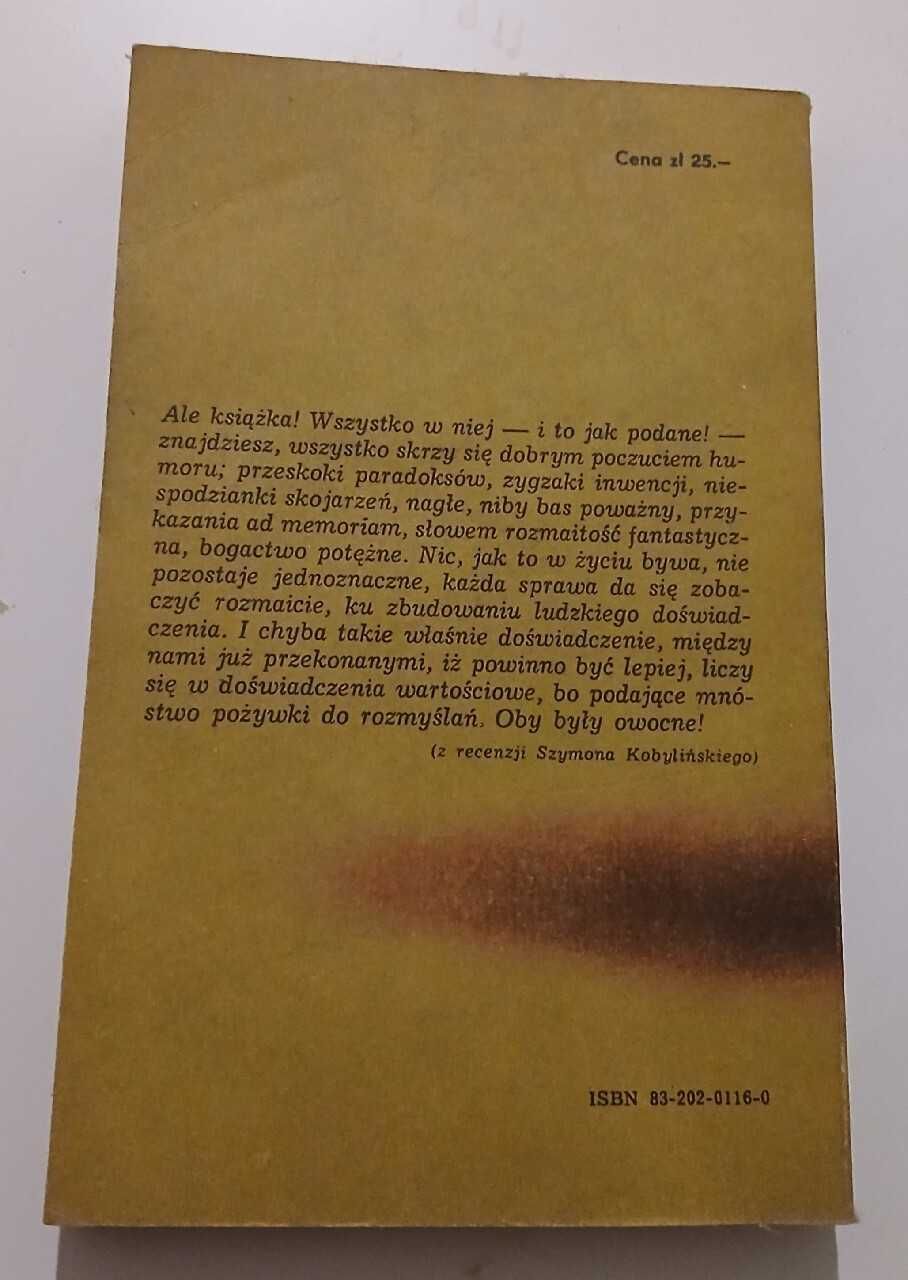 Cena zł 25.—
Ale książka! Wszystko w niej — i to jak podane! —
znajdziesz, wszystko skrzy się dobrym poczuciem hu-
moru; przeskoki paradoksów, zygzaki inwencji, nie-
spodzianki skojarzeń, nagłe, niby bas poważny, przy-
kazania ad memoriam, słowem rozmaitość fantastycz-
na, bogactwo potężne. Nic, jak to w życiu bywa, nie
pozostaje jednoznaczne, każda sprawa da się zoba-
czyć rozmaicie, ku zbudowaniu ludzkiego doświad-
czenia. I chyba takie właśnie doświadczenie, między
nami już przekonanymi, iż powinno być lepiej, liczy
się w doświadczenia wartościowe, bo podające mnó-
stwo pożywki do rozmyślań. Oby były owocne!
(z recenzji Szymona Kobylińskiego)
ISBN 83-202-0116-0